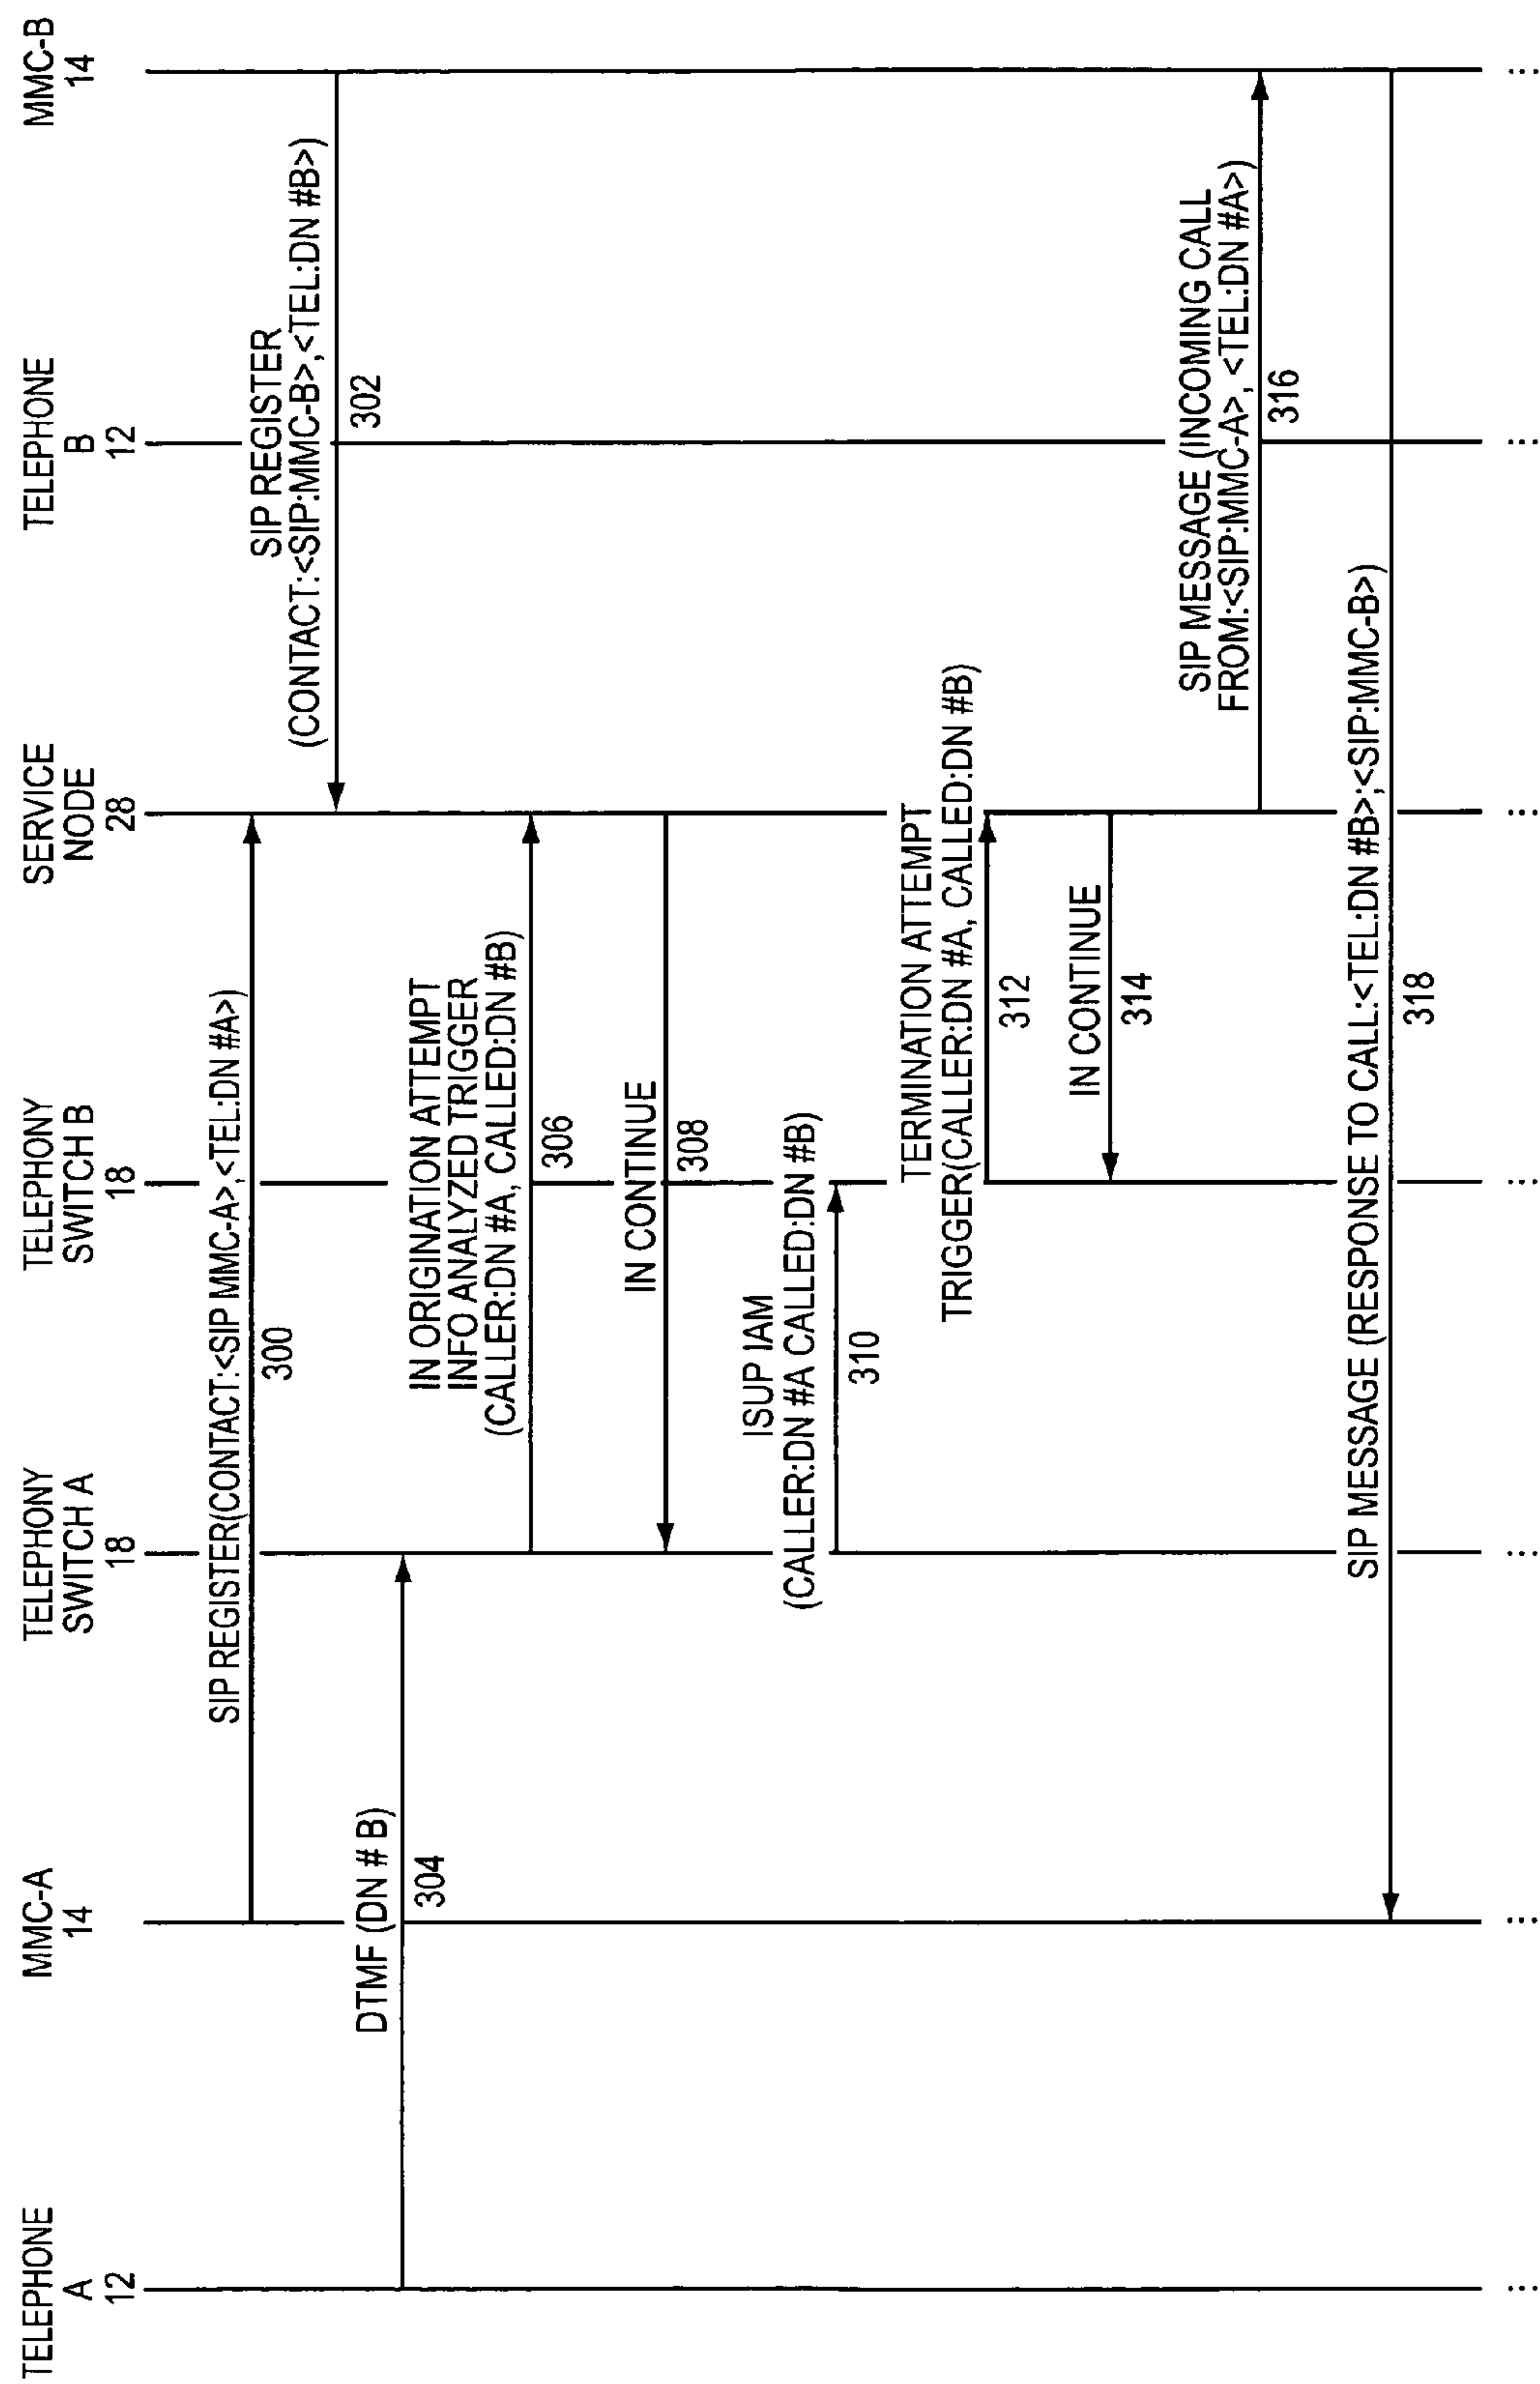 TELEPHONE
A
12
MMC-A
14
TELEPHONY
SWITCH A
18
TELEPHONY
SWITCH B
18
SERVICE
NODE
28
TELEPHONE
B
12
MMC-B
14
SIP REGISTER(CONTACT:<SIP MMC-A>,<TEL:DN #A>)
300
SIP REGISTER
(CONTACT:<SIP:MMC-B>,<TEL:DN #B>)
302
DTMF (DN # B)
304
IN ORIGINATION ATTEMPT
INFO ANALYZED TRIGGER
(CALLER:DN #A, CALLED:DN #B)
306
IN CONTINUE
308
ISUP IAM
(CALLER:DN #A CALLED:DN #B)
310
TERMINATION ATTEMPT
TRIGGER(CALLER:DN #A, CALLED:DN #B)
312
IN CONTINUE
314
SIP MESSAGE (INCOMING CALL
FROM:<SIP:MMC-A>, <TEL:DN #A>)
316
SIP MESSAGE (RESPONSE TO CALL:<TEL:DN #B>;<SIP:MMC-B>)
318